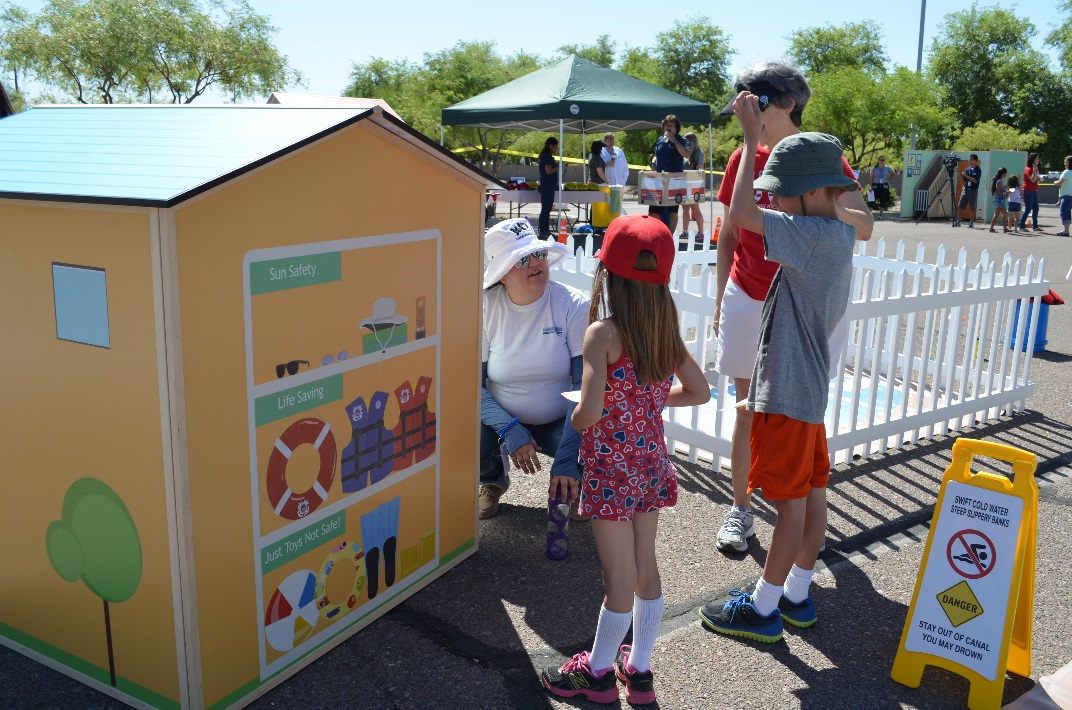 Sun Safety
Life Saving
Just Toys Not Safe!
SWIFT COLD WATER
STEEP SLIPPERY BANKS
DANGER
STAY OUT OF CANAL
YOU MAY DROWN